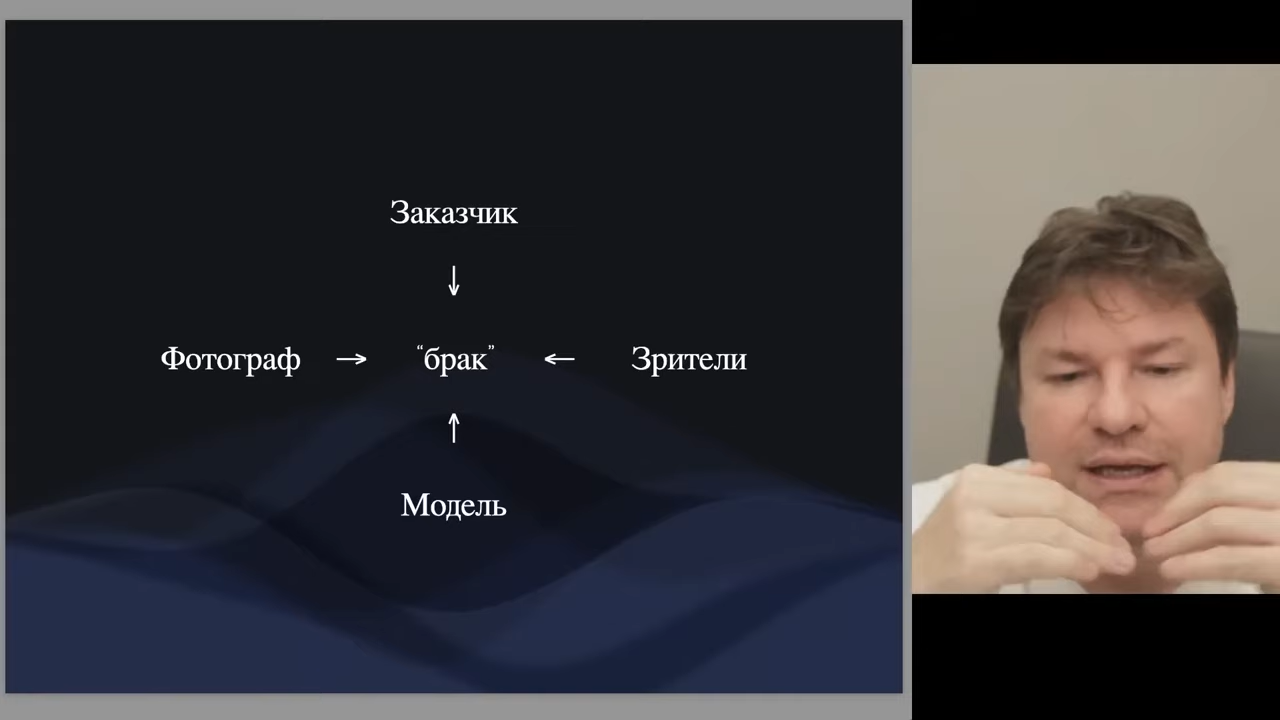 Заказчик
↓
Фотограф → “брак” ← Зрители
↑
Модель